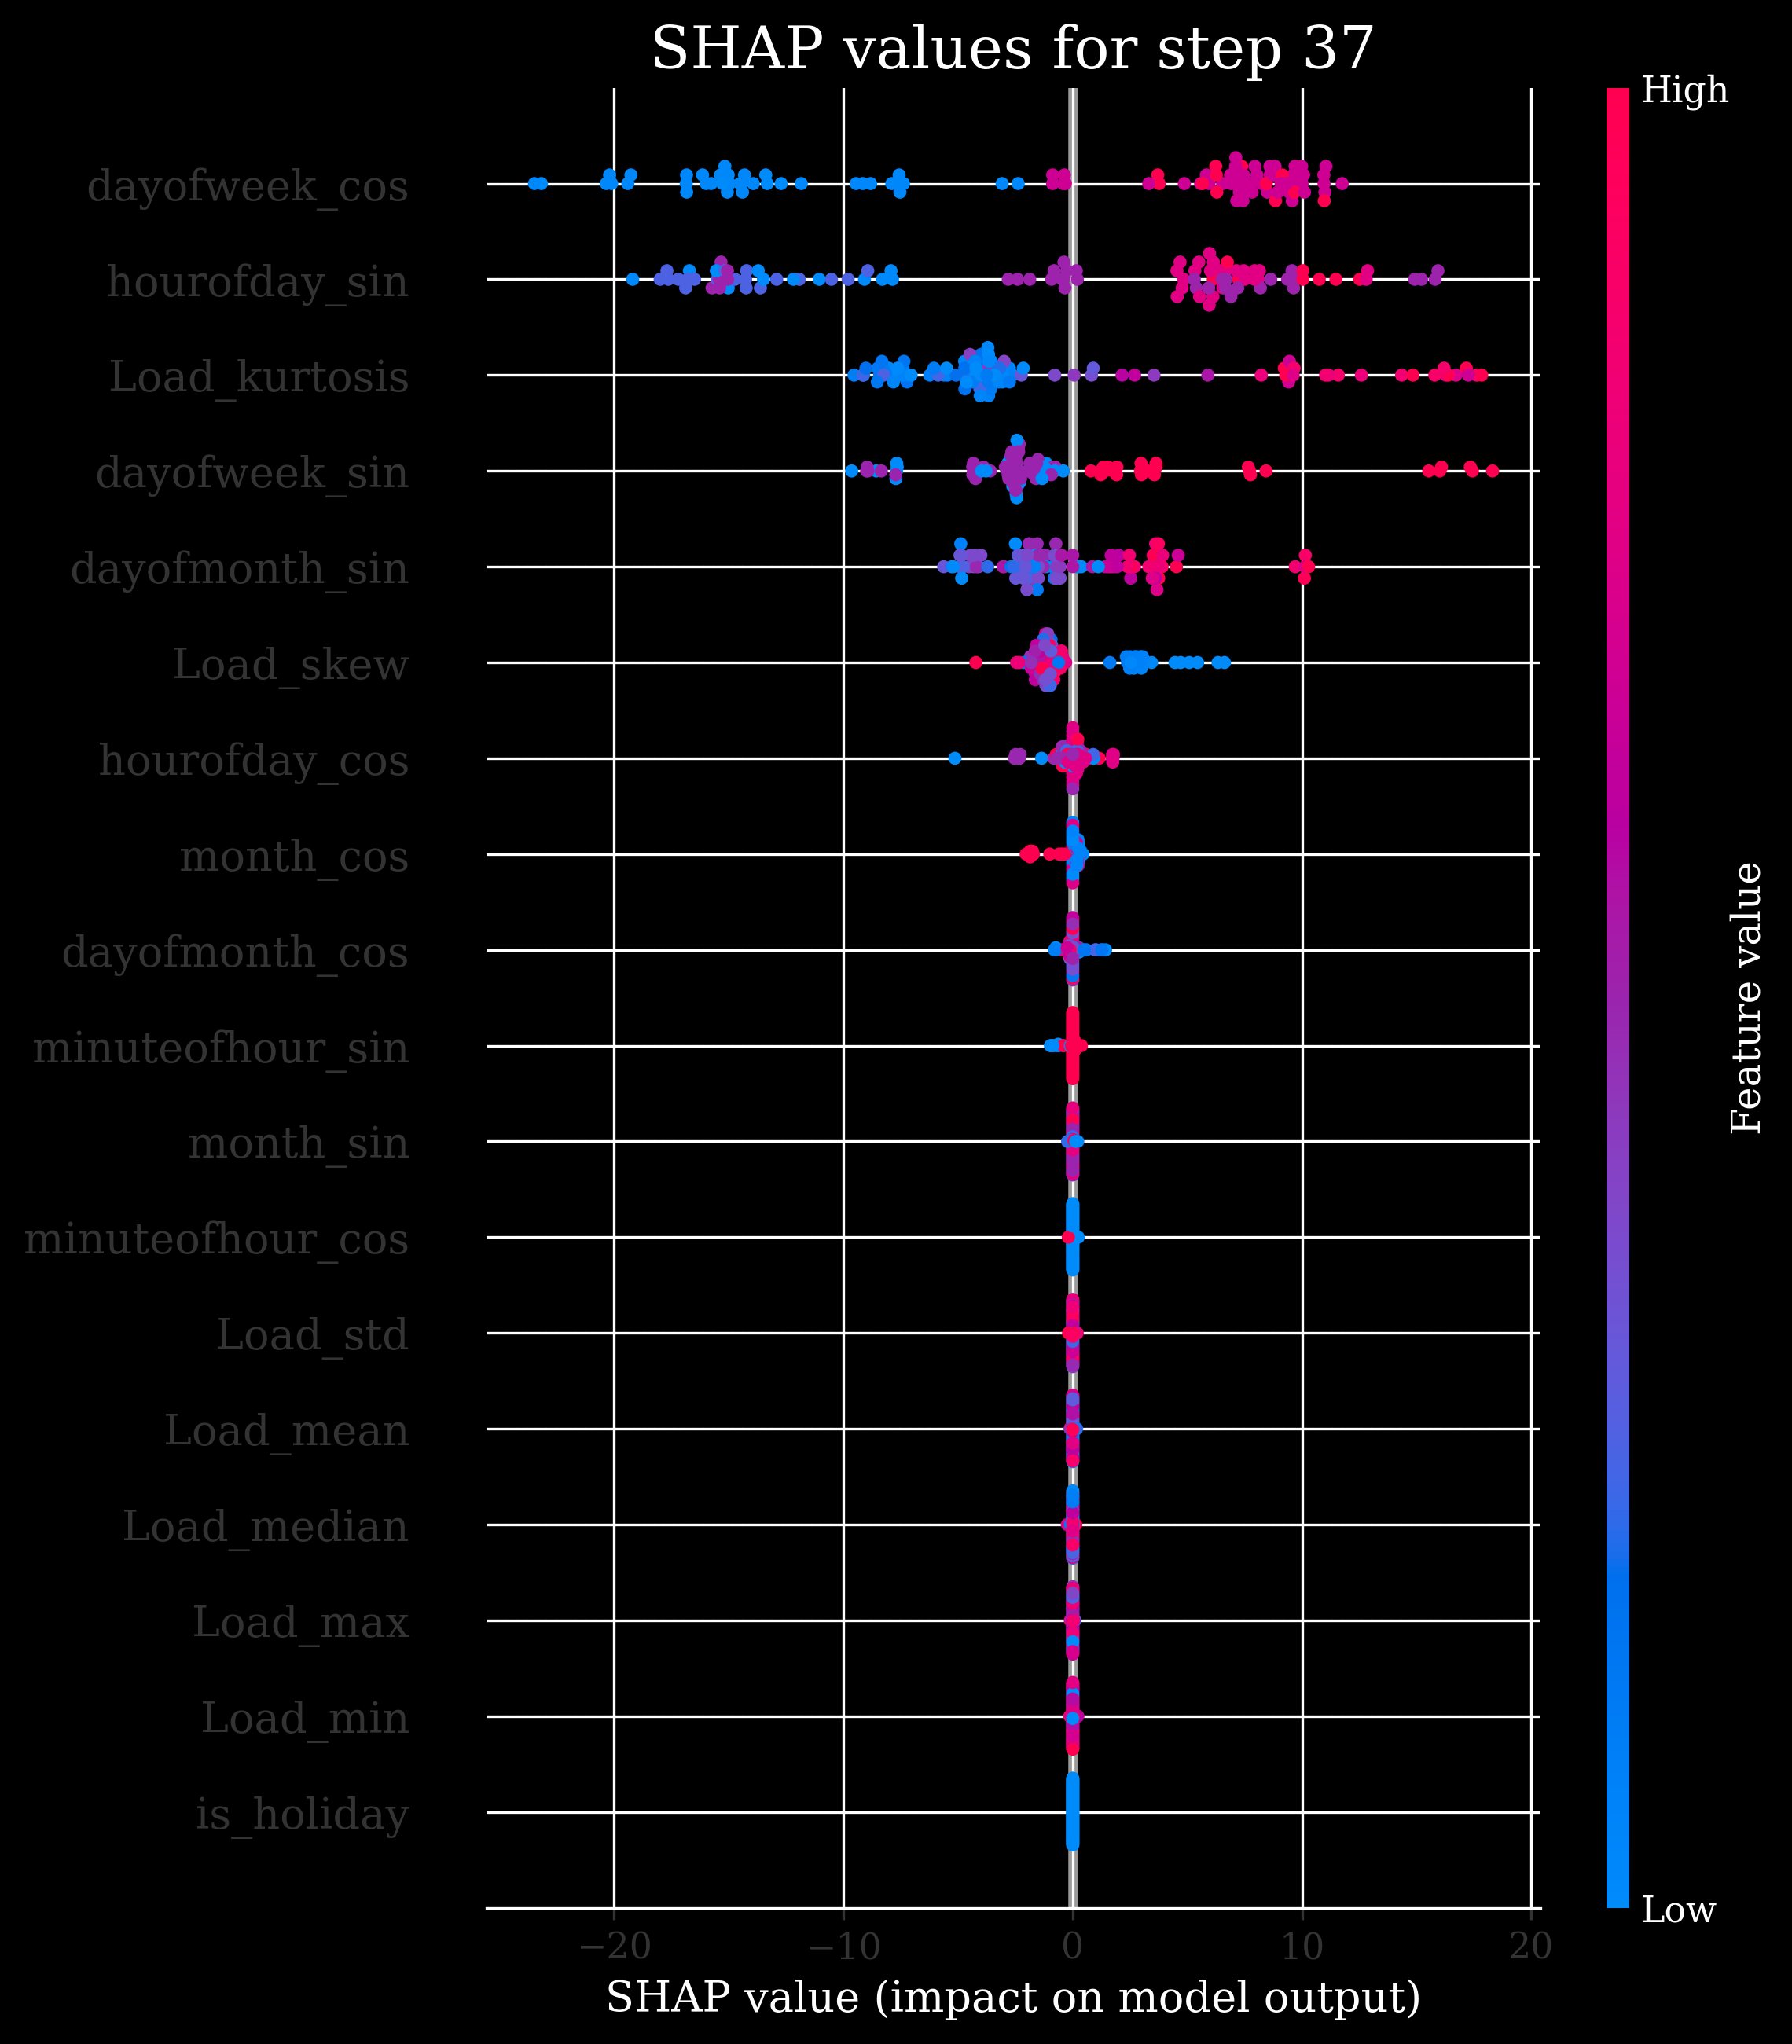 SHAP values for step 37
High
dayofweek_cos
hourofday_sin
Load_kurtosis
dayofweek_sin
dayofmonth_sin
Load_skew
hourofday_cos
month_cos
dayofmonth_cos
minuteofhour_sin
month_sin
minuteofhour_cos
Load_std
Load_mean
Load_median
Load_max
Load_min
is_holiday
Feature value
Low
−20 −10 0 10 20
SHAP value (impact on model output)